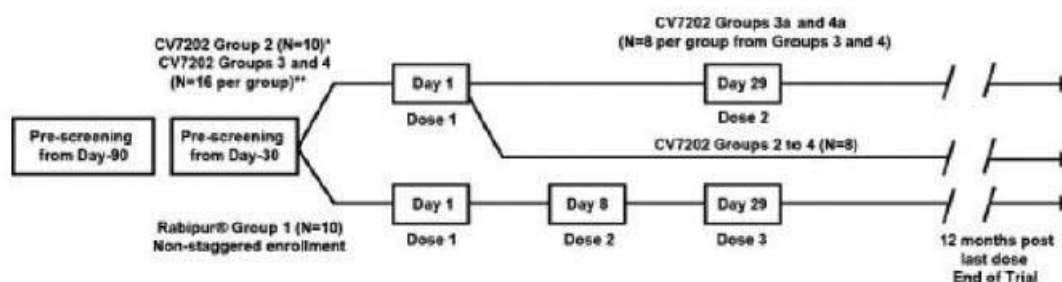 CV7202 Groups 3a and 4a
(N=8 per group from Groups 3 and 4)
CV7202 Group 2 (N=10)*
CV7202 Groups 3 and 4
(N=16 per group)**
Day 1
Dose 1
Day 29
Dose 2
Pre-screening
from Day-90
Pre-screening
from Day-30
CV7202 Groups 2 to 4 (N=8)
Rabipur® Group 1 (N=10)
Non-staggered enrollment
Day 1
Dose 1
Day 8
Dose 2
Day 29
Dose 3
12 months post
last dose
End of Trial